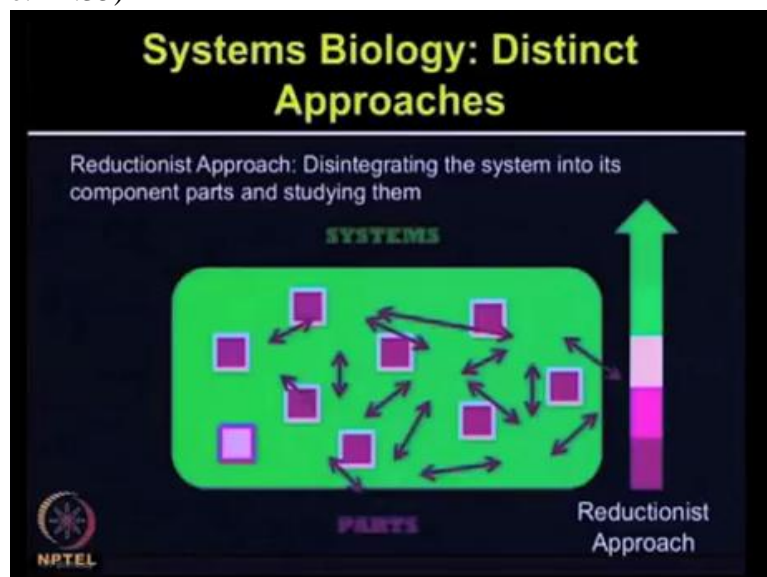 Systems Biology: Distinct
Approaches
Reductionist Approach: Disintegrating the system into its
component parts and studying them
SYSTEMS
PARTS
Reductionist
Approach
NPTEL